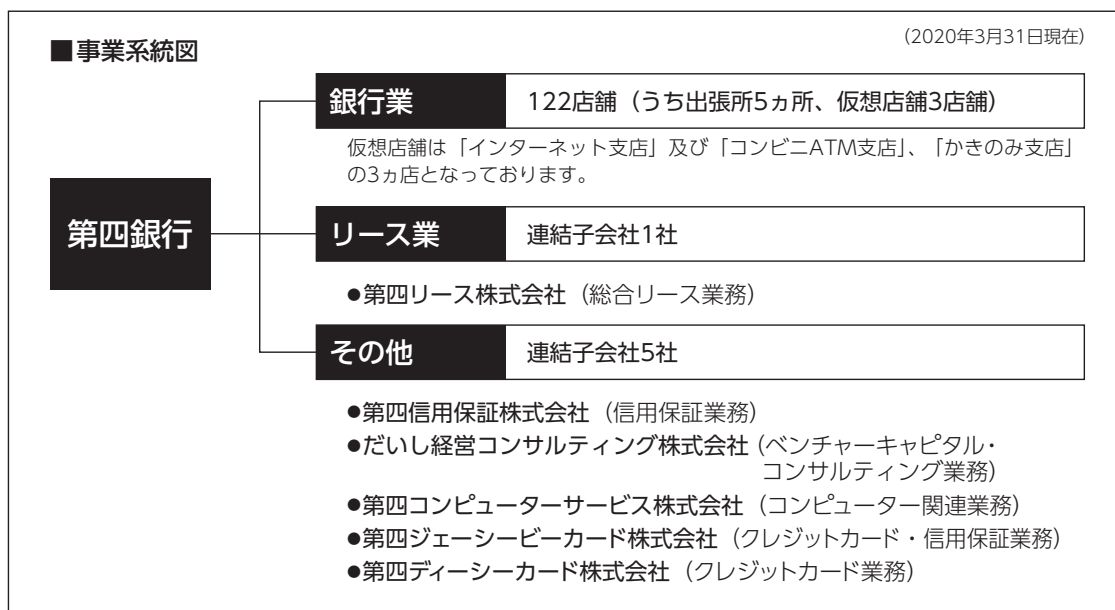 ■事業系統図
(2020年3月31日現在)
第四銀行
銀行業
122店舗（うち出張所5ヵ所、仮想店舗3店舗）
仮想店舗は「インターネット支店」及び「コンビニATM支店」、「かきのみ支店」
の3ヵ店となっております。
リース業
連結子会社1社
●第四リース株式会社（総合リース業務）
その他
連結子会社5社
●第四信用保証株式会社（信用保証業務）
●だいし経営コンサルティング株式会社（ベンチャーキャピタル・
コンサルティング業務）
●第四コンピューターサービス株式会社（コンピューター関連業務）
●第四ジェーシービーカード株式会社（クレジットカード・信用保証業務）
●第四ディーシーカード株式会社（クレジットカード業務）